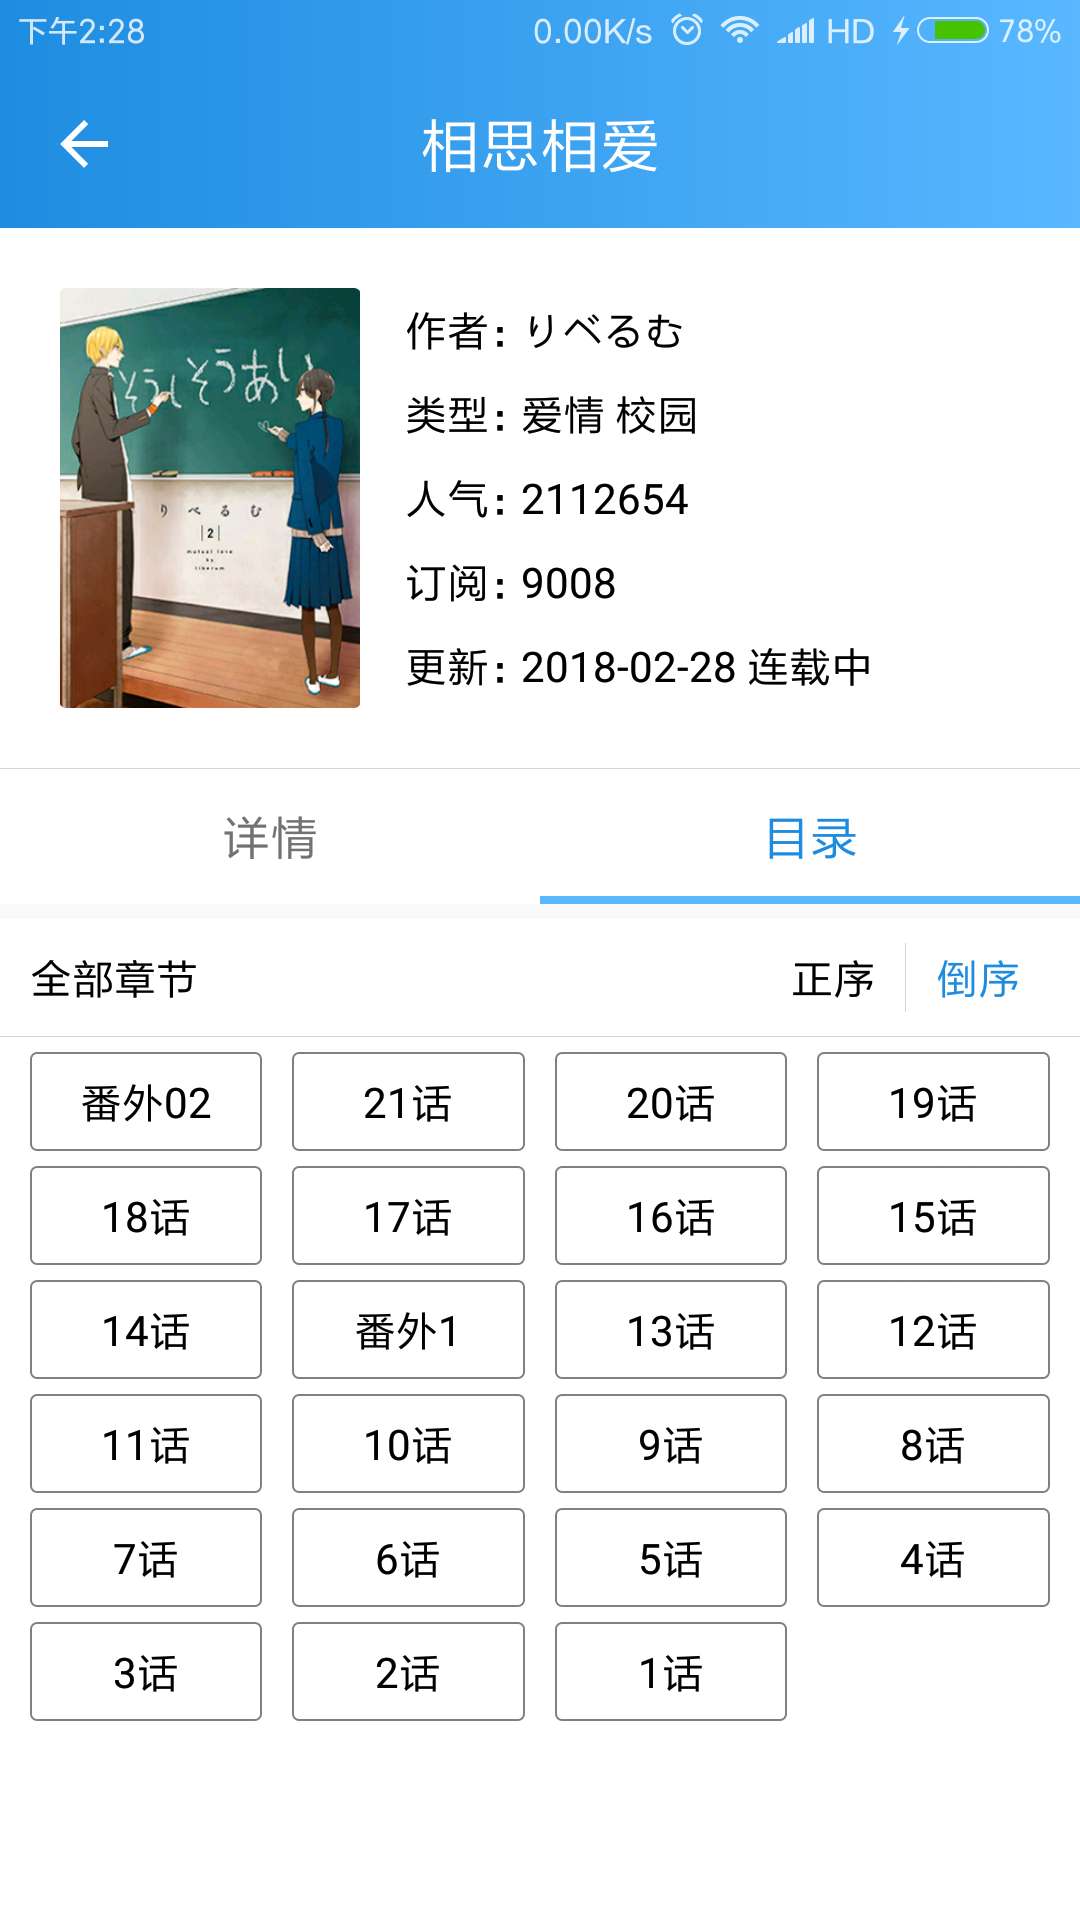 下午2:28 0.00K/s HD 78%
相思相爱
そうしそうあい
りべるむ
2
mutual love
by
liberum
作者: りべるむ
类型: 爱情 校园
人气: 2112654
订阅: 9008
更新: 2018-02-28 连载中
详情 目录
全部章节 正序 倒序
番外02 21话 20话 19话
18话 17话 16话 15话
14话 番外1 13话 12话
11话 10话 9话 8话
7话 6话 5话 4话
3话 2话 1话